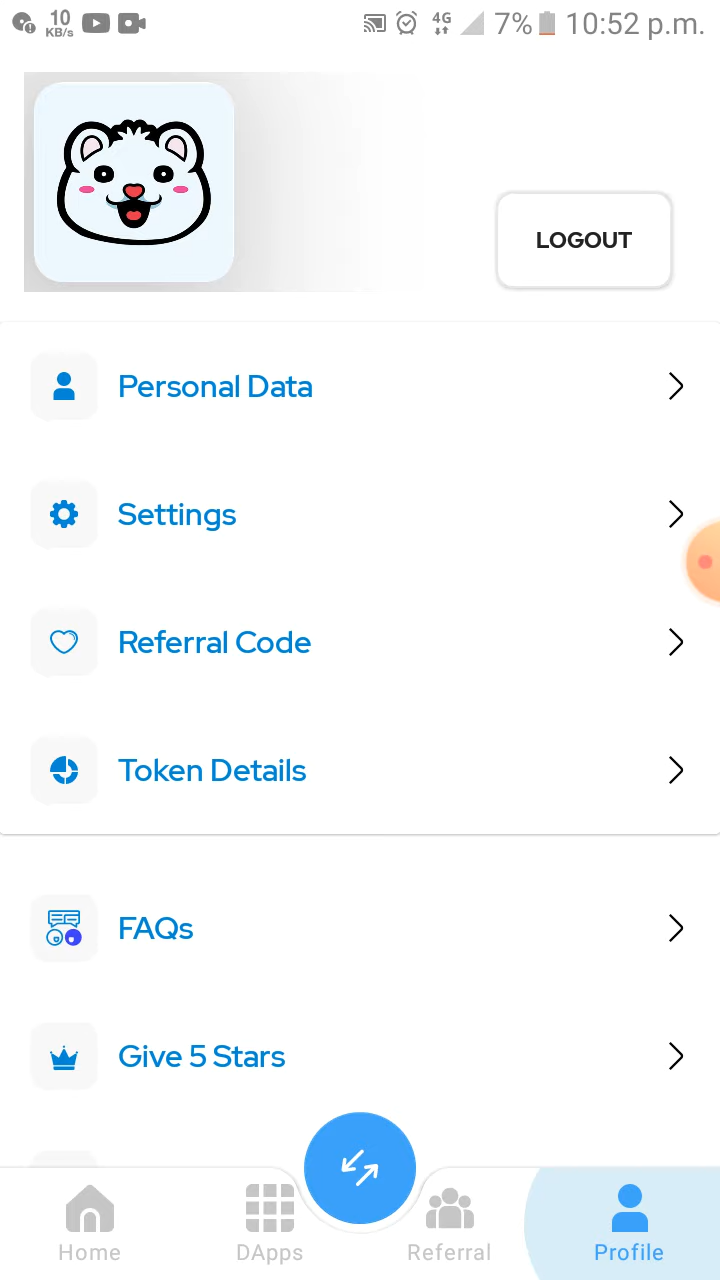 10
KB/s
4G
7%
10:52 p.m.
LOGOUT
Personal Data
Settings
Referral Code
Token Details
FAQs
Give 5 Stars
Home
DApps
Referral
Profile